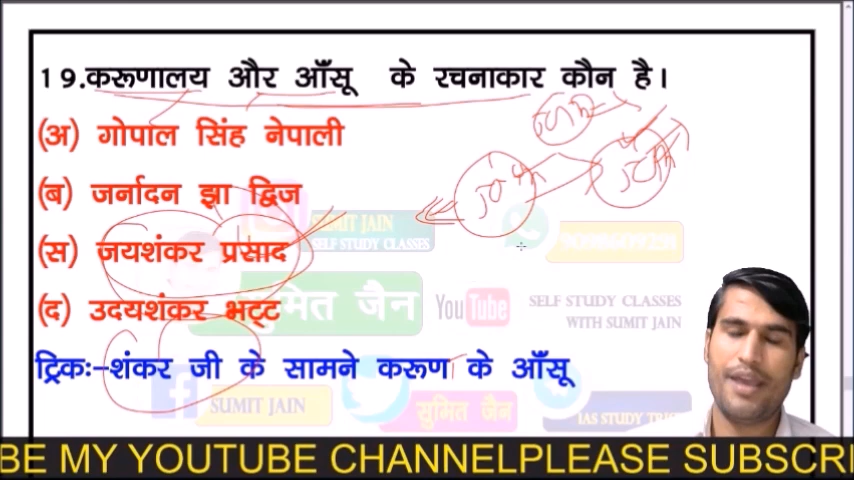 19.करूणालय और आँसू के रचनाकार कौन है।
(अ) गोपाल सिंह नेपाली
(ब) जर्नादन झा द्विज
SUMIT JAIN
SELF STUDY CLASSES
(स) जयशंकर प्रसाद
(द) उदयशंकर भट्ट
सुमित जैन
YouTube
SELF STUDY CLASSES
WITH SUMIT JAIN
ट्रिकः-शंकर जी के सामने करूण के आँसू
SUMIT JAIN
सुमित जैन
IAS STUDY
BE MY YOUTUBE CHANNELPLEASE SUBSCRI